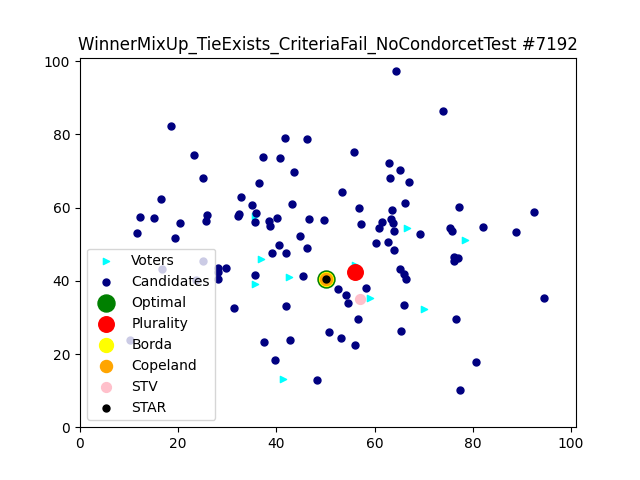 WinnerMixUp_TieExists_CriteriaFail_NoCondorcetTest #7192
100
80
60
40
20
0
Voters
Candidates
Optimal
Plurality
Borda
Copeland
STV
STAR
0 20 40 60 80 100